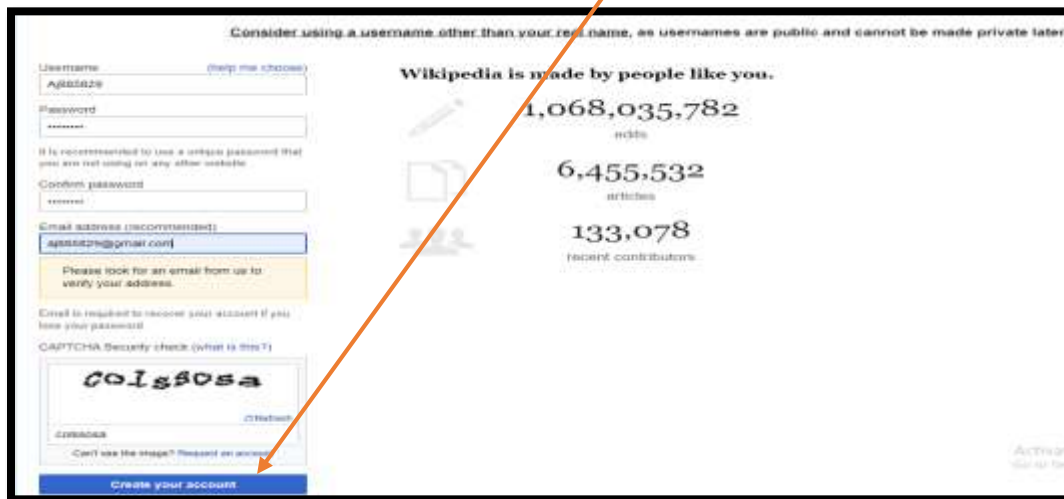 Consider using a username other than your real name, as usernames are public and cannot be made private later
Username (help me choose)
Password
••••••••
It is recommended to use a unique password that
you are not using on any other website
Confirm password
••••••••
Email address (recommended)
@gmail.com
Please look for an email from us to
verify your address.
Email is required to recover your account if you
lose your password
CAPTCHA Security check (what is this?)
Refresh
Can't see the image? Request an account
Create your account
Wikipedia is made by people like you.
1,068,035,782
edits
6,455,532
articles
133,078
recent contributors